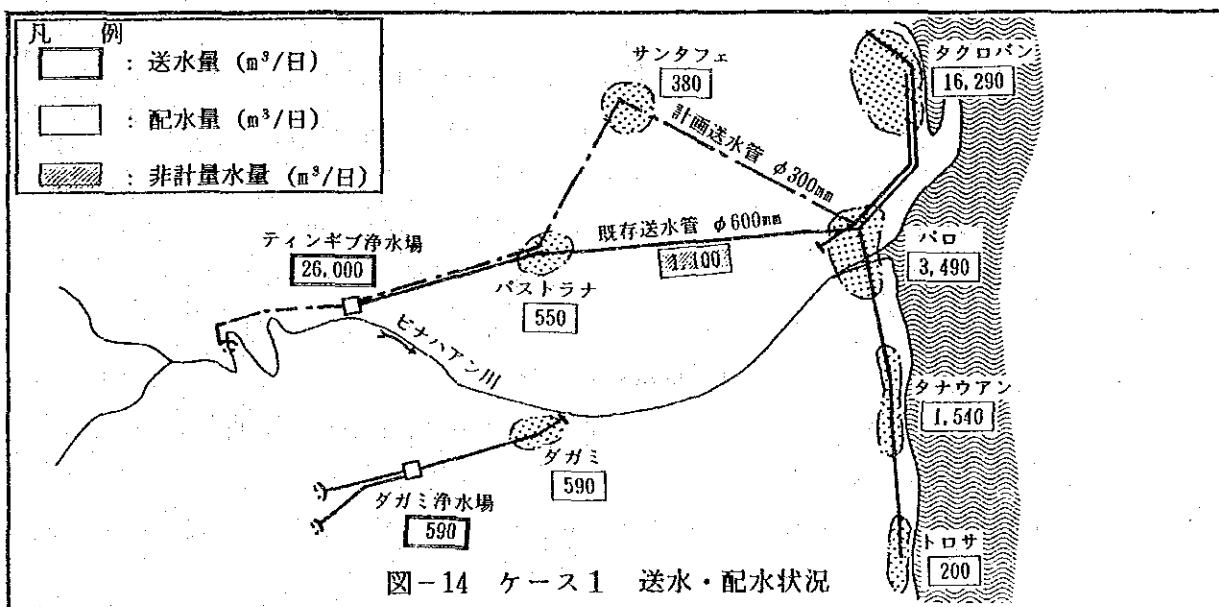 凡 例
: 送水量 (m³/日)
: 配水量 (m³/日)
: 非計量水量 (m³/日)
サンタフェ
380
タクロバン
16,290
計画送水管 φ300mm
既存送水管 φ600mm
1,100
ティンギブ浄水場
26,000
パストラナ
550
パロ
3,490
ビナハアン川
タナウアン
1,540
ダガミ
590
ダガミ浄水場
590
トロサ
200
図-14 ケース1 送水・配水状況